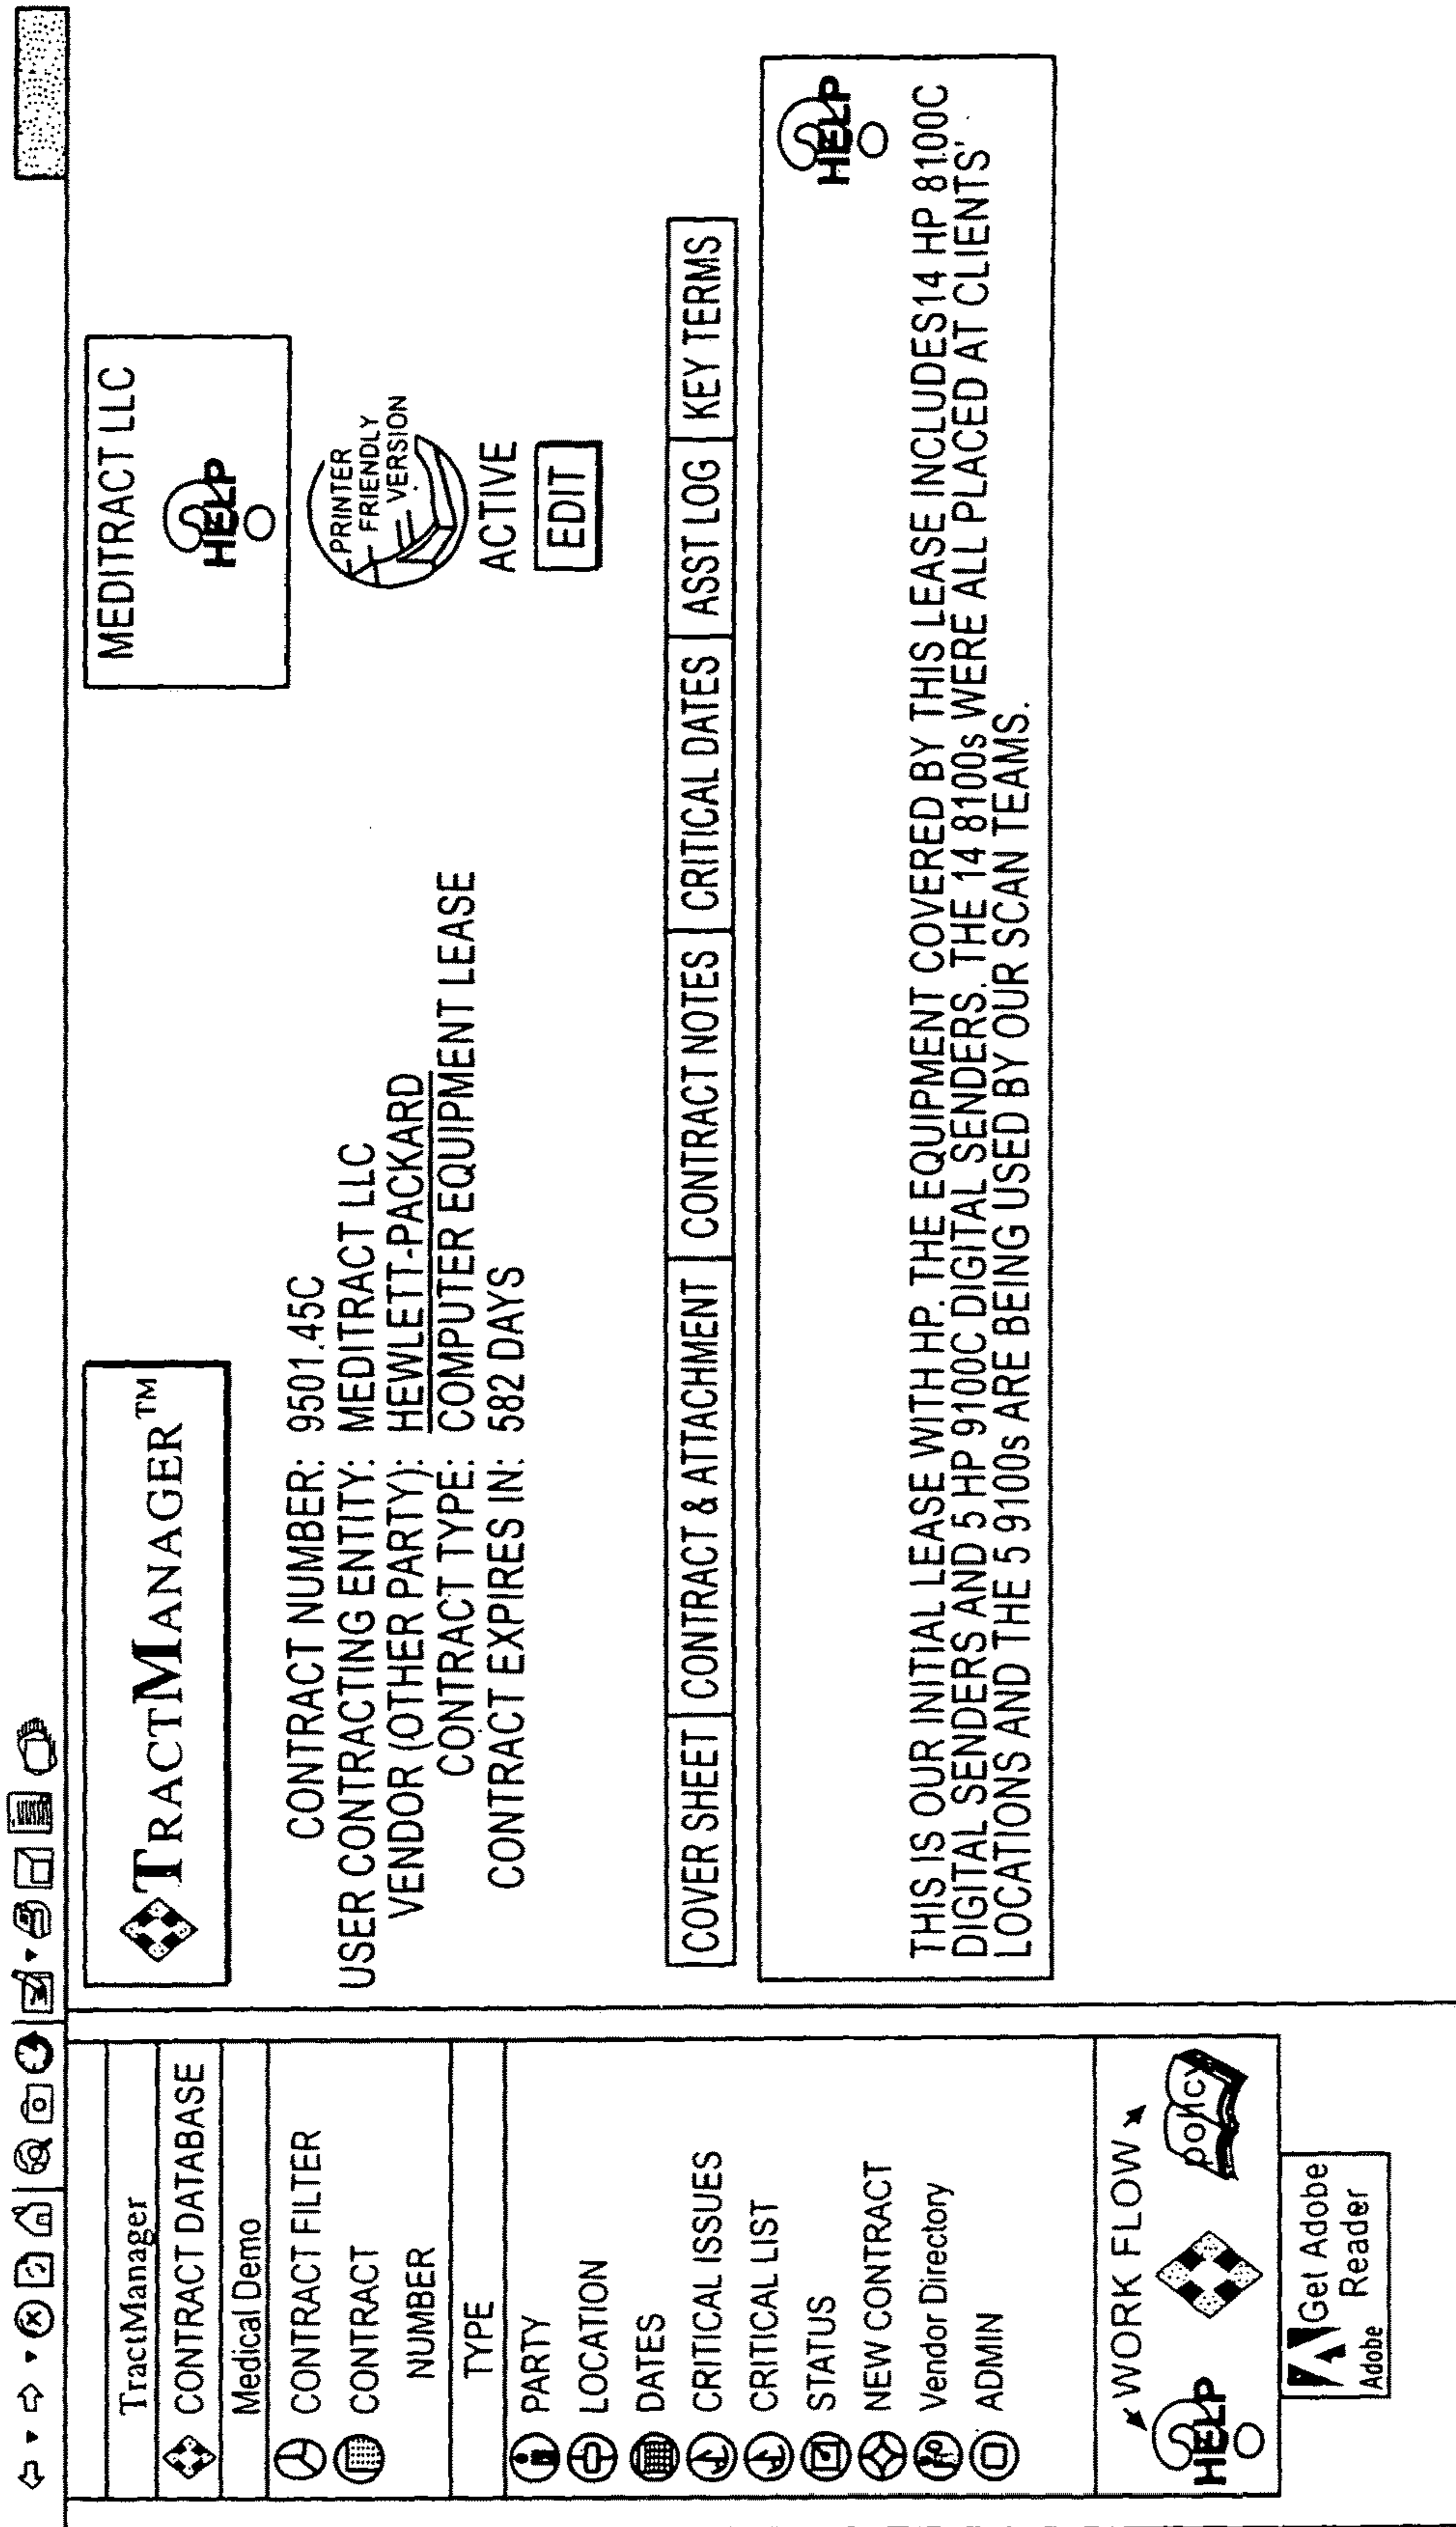 TractManager
CONTRACT DATABASE
Medical Demo
CONTRACT FILTER
CONTRACT
NUMBER
TYPE
PARTY
LOCATION
DATES
CRITICAL ISSUES
CRITICAL LIST
STATUS
NEW CONTRACT
Vendor Directory
ADMIN
WORK FLOW
HELP
policy
Get Adobe
Reader
Adobe
TRACTMANAGER™
MEDITRACT LLC
HELP
PRINTER
FRIENDLY
VERSION
ACTIVE
EDIT
CONTRACT NUMBER: 9501.45C
USER CONTRACTING ENTITY: MEDITRACT LLC
VENDOR (OTHER PARTY): HEWLETT-PACKARD
CONTRACT TYPE: COMPUTER EQUIPMENT LEASE
CONTRACT EXPIRES IN: 582 DAYS
COVER SHEET CONTRACT & ATTACHMENT CONTRACT NOTES CRITICAL DATES ASST LOG KEY TERMS
HELP
THIS IS OUR INITIAL LEASE WITH HP. THE EQUIPMENT COVERED BY THIS LEASE INCLUDES14 HP 8100C
DIGITAL SENDERS AND 5 HP 9100C DIGITAL SENDERS. THE 14 8100s WERE ALL PLACED AT CLIENTS'
LOCATIONS AND THE 5 9100s ARE BEING USED BY OUR SCAN TEAMS.